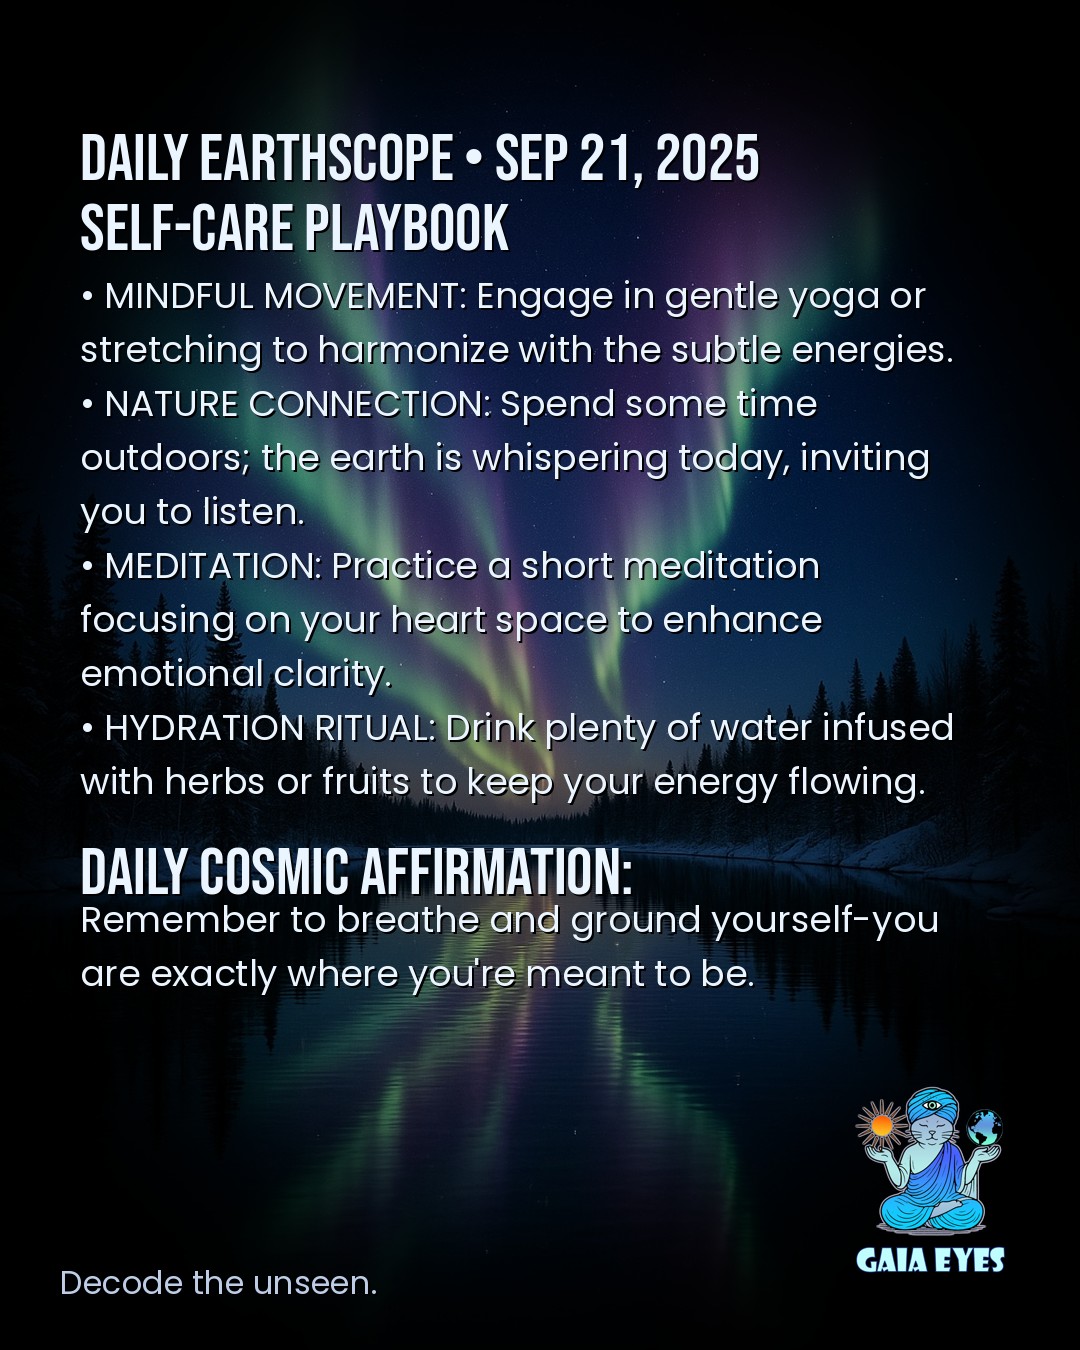 DAILY EARTHSCOPE • SEP 21, 2025
SELF-CARE PLAYBOOK
• MINDFUL MOVEMENT: Engage in gentle yoga or
stretching to harmonize with the subtle energies.
• NATURE CONNECTION: Spend some time
outdoors; the earth is whispering today, inviting
you to listen.
• MEDITATION: Practice a short meditation
focusing on your heart space to enhance
emotional clarity.
• HYDRATION RITUAL: Drink plenty of water infused
with herbs or fruits to keep your energy flowing.
DAILY COSMIC AFFIRMATION:
Remember to breathe and ground yourself-you
are exactly where you're meant to be.
GAIA EYES
Decode the unseen.